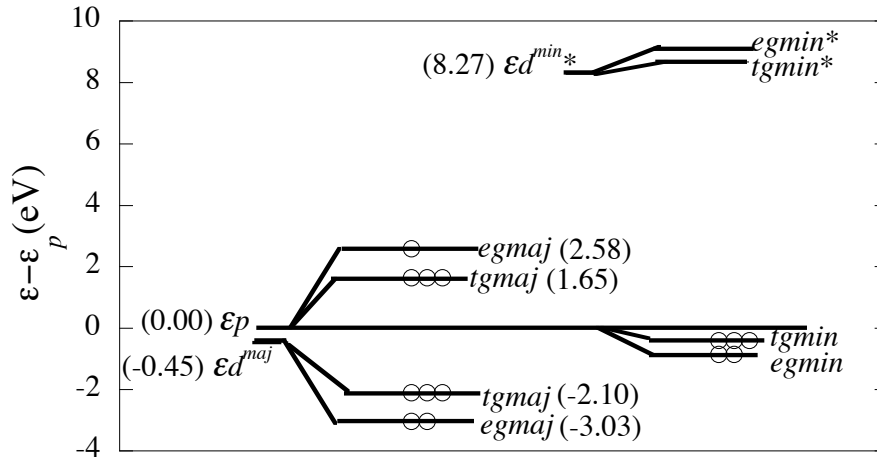 10
8
6
4
2
0
-2
-4
ε−ε p (eV)
(8.27) εd min*
egmin*
tgmin*
egmaj (2.58)
tgmaj (1.65)
(0.00) εp
(-0.45) εd maj
tgmin
egmin
tgmaj (-2.10)
egmaj (-3.03)